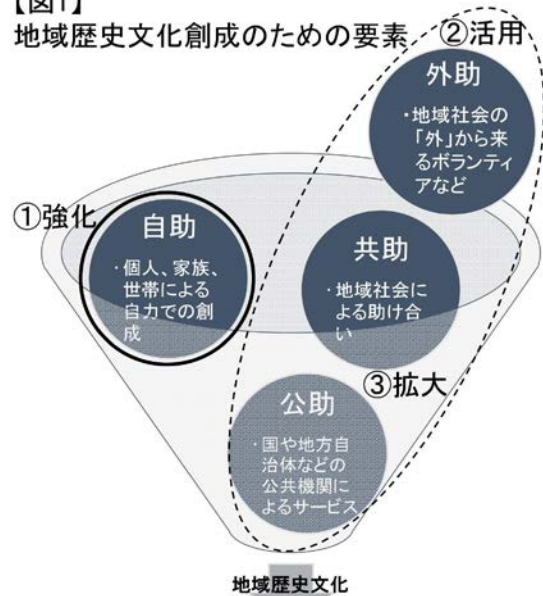 【図1】
地域歴史文化創成のための要素
②活用
外助
・地域社会の
「外」から来
るボランティ
アなど
①強化
自助
・個人、家族、
世帯による
自力での創
成
共助
・地域社会に
よる助け合
い
③拡大
公助
・国や地方自
治体などの
公共機関に
よるサービス
地域歴史文化